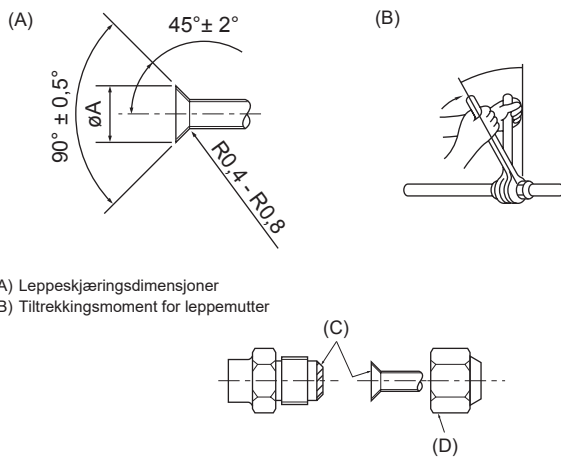 (A)
45°± 2°
90° ± 0,5°
øA
R0,4 - R0,8
(B)
A) Leppeskjæringsdimensjoner
B) Tiltrekkingsmoment for leppemutter
(C)
(D)